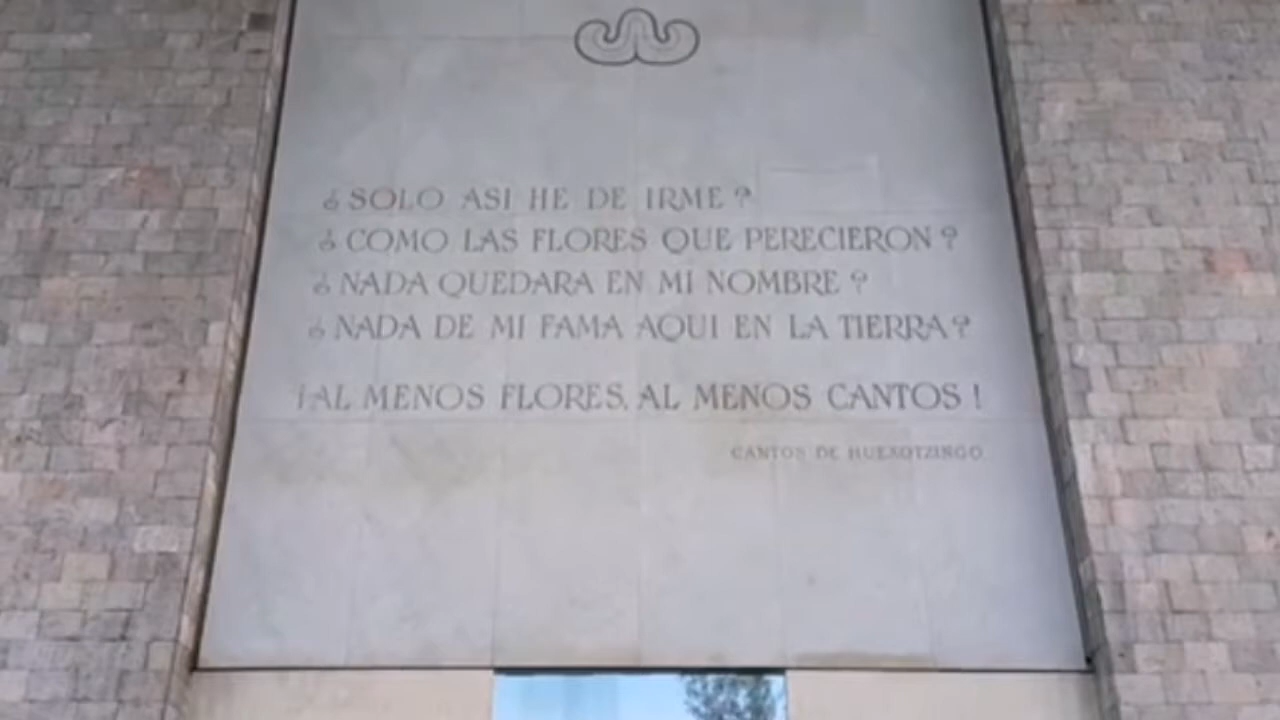 ¿SOLO ASI HE DE IRME?
¿COMO LAS FLORES QUE PERECIERON?
¿NADA QUEDARA EN MI NOMBRE?
¿NADA DE MI FAMA AQUI EN LA TIERRA?
¡AL MENOS FLORES, AL MENOS CANTOS!
CANTOS DE HUEXOTZINGO